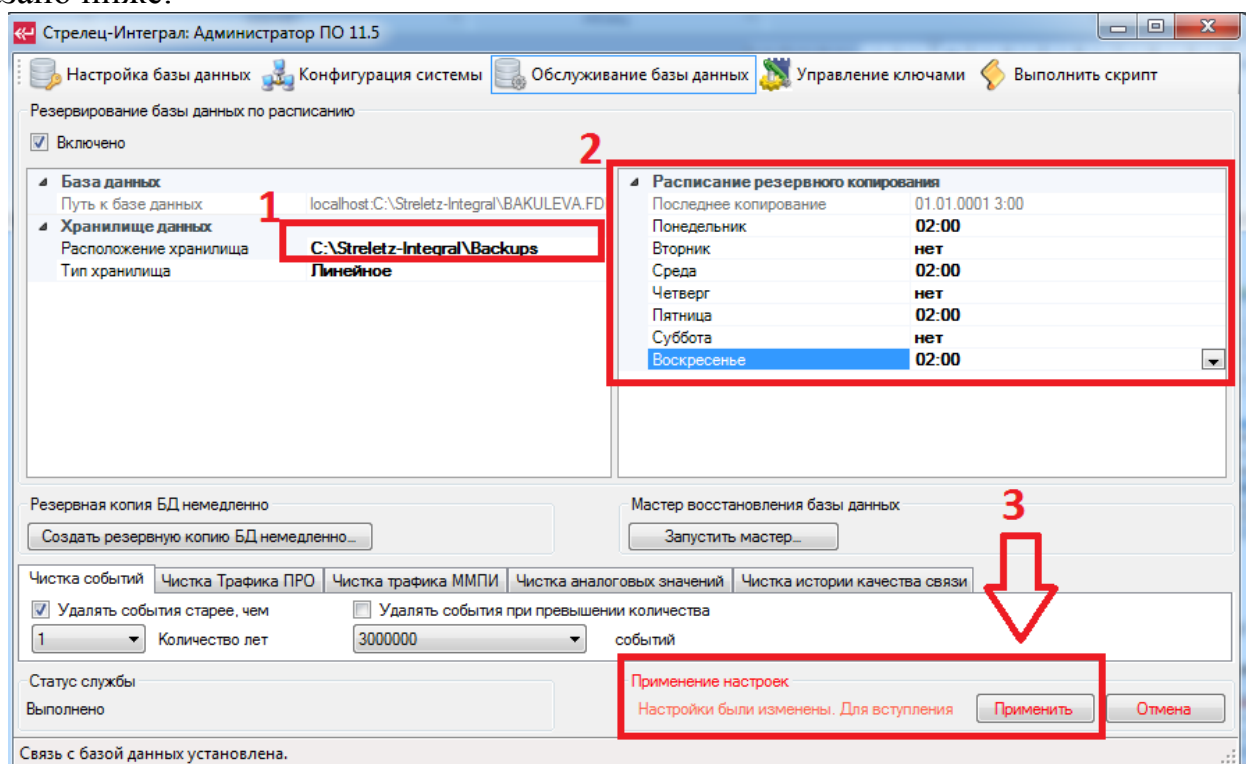 Стрелец-Интеграл: Администратор ПО 11.5
Настройка базы данных Конфигурация системы Обслуживание базы данных Управление ключами Выполнить скрипт
Резервирование базы данных по расписанию
Включено
2
База данных
Путь к базе данных localhost:C:\Streletz-Integral\BAKULEVA.FD
1
Хранилище данных
Расположение хранилища C:\Streletz-Integral\Backups
Тип хранилища Линейное
Расписание резервного копирования
Последнее копирование 01.01.0001 3:00
Понедельник 02:00
Вторник нет
Среда 02:00
Четверг нет
Пятница 02:00
Суббота нет
Воскресенье 02:00
Резервная копия БД немедленно
Создать резервную копию БД немедленно...
Мастер восстановления базы данных
Запустить мастер...
3
Чистка событий Чистка Трафика ПРО Чистка трафика ММПИ Чистка аналоговых значений Чистка истории качества связи
Удалять события старее, чем Удалять события при превышении количества
1 Количество лет 3000000 событий
Статус службы
Выполнено
Применение настроек
Настройки были изменены. Для вступления Применить Отмена
Связь с базой данных установлена.